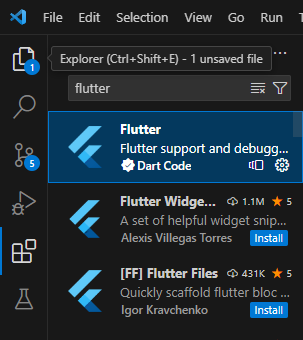 File Edit Selection View Go Run
Explorer (Ctrl+Shift+E) - 1 unsaved file
1
flutter
Flutter
Flutter support and debugg...
Dart Code
5
Flutter Widge... 1.1M 5
A set of helpful widget snip...
Alexis Villegas Torres Install
[FF] Flutter Files 431K 5
Quickly scaffold flutter bloc
Igor Kravchenko Install